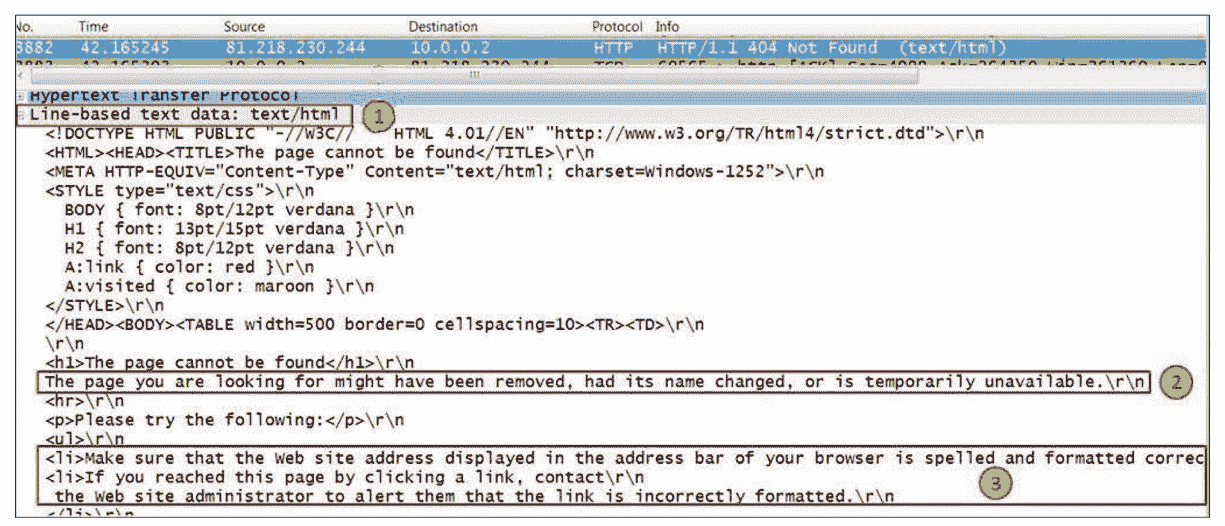 No. Time Source Destination Protocol Info
3882 42.165245 81.218.230.244 10.0.0.2 HTTP HTTP/1.1 404 Not Found (text/html)
Hypertext Transfer Protocol
Line-based text data: text/html 1
<!DOCTYPE HTML PUBLIC "-//W3C// HTML 4.01//EN" "http://www.w3.org/TR/html4/strict.dtd">\r\n
<HTML><HEAD><TITLE>The page cannot be found</TITLE>\r\n
<META HTTP-EQUIV="Content-Type" Content="text/html; charset=Windows-1252">\r\n
<STYLE type="text/css">\r\n
BODY { font: 8pt/12pt verdana }\r\n
H1 { font: 13pt/15pt verdana }\r\n
H2 { font: 8pt/12pt verdana }\r\n
A:link { color: red }\r\n
A:visited { color: maroon }\r\n
</STYLE>\r\n
</HEAD><BODY><TABLE width=500 border=0 cellspacing=10><TR><TD>\r\n
\r\n
<h1>The page cannot be found</h1>\r\n
The page you are looking for might have been removed, had its name changed, or is temporarily unavailable.\r\n 2
<hr>\r\n
<p>Please try the following:</p>\r\n
<ul>\r\n
<li>Make sure that the Web site address displayed in the address bar of your browser is spelled and formatted correc
<li>If you reached this page by clicking a link, contact\r\n
the Web site administrator to alert them that the link is incorrectly formatted.\r\n 3
</li>\r\n